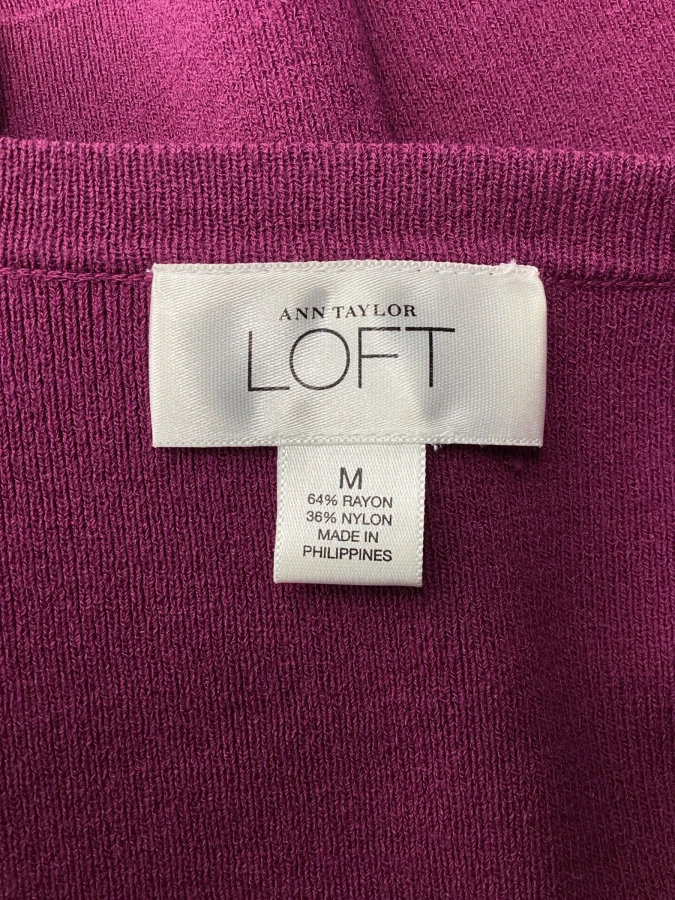 ANN TAYLOR
LOFT
M
64% RAYON
36% NYLON
MADE IN
PHILIPPINES